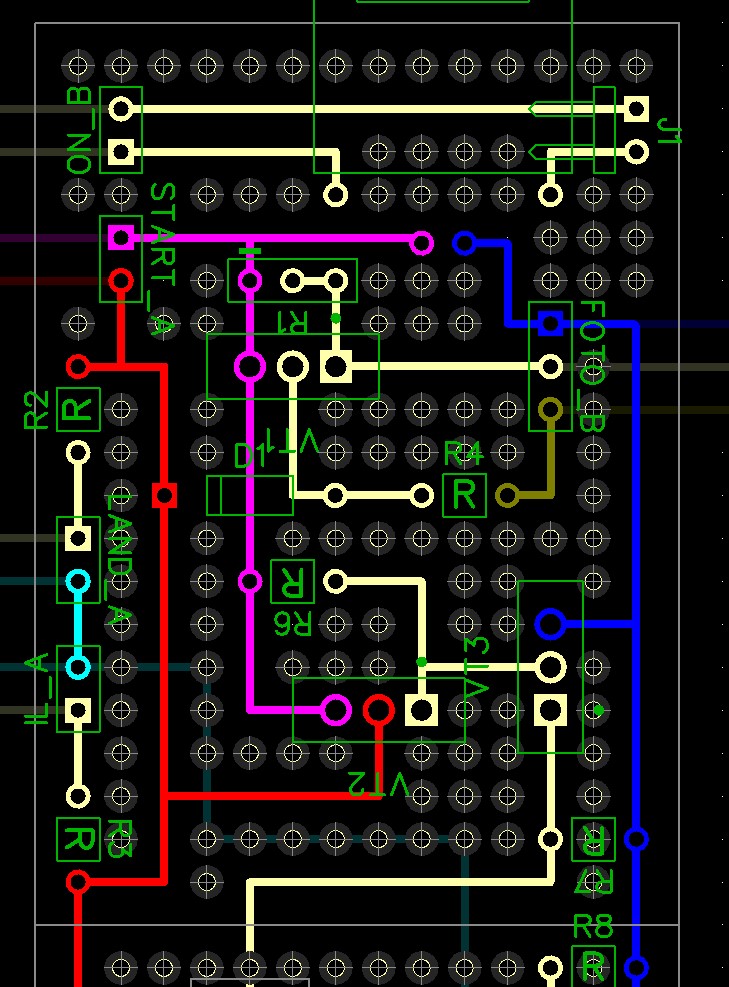 ON_B
J1
START_A
R1
FOTO_B
R2
R
VT1
D1
R4
R
LAND_A
R
R6
VT3
IL_A
VT2
R
R3
R
R7
R8
R